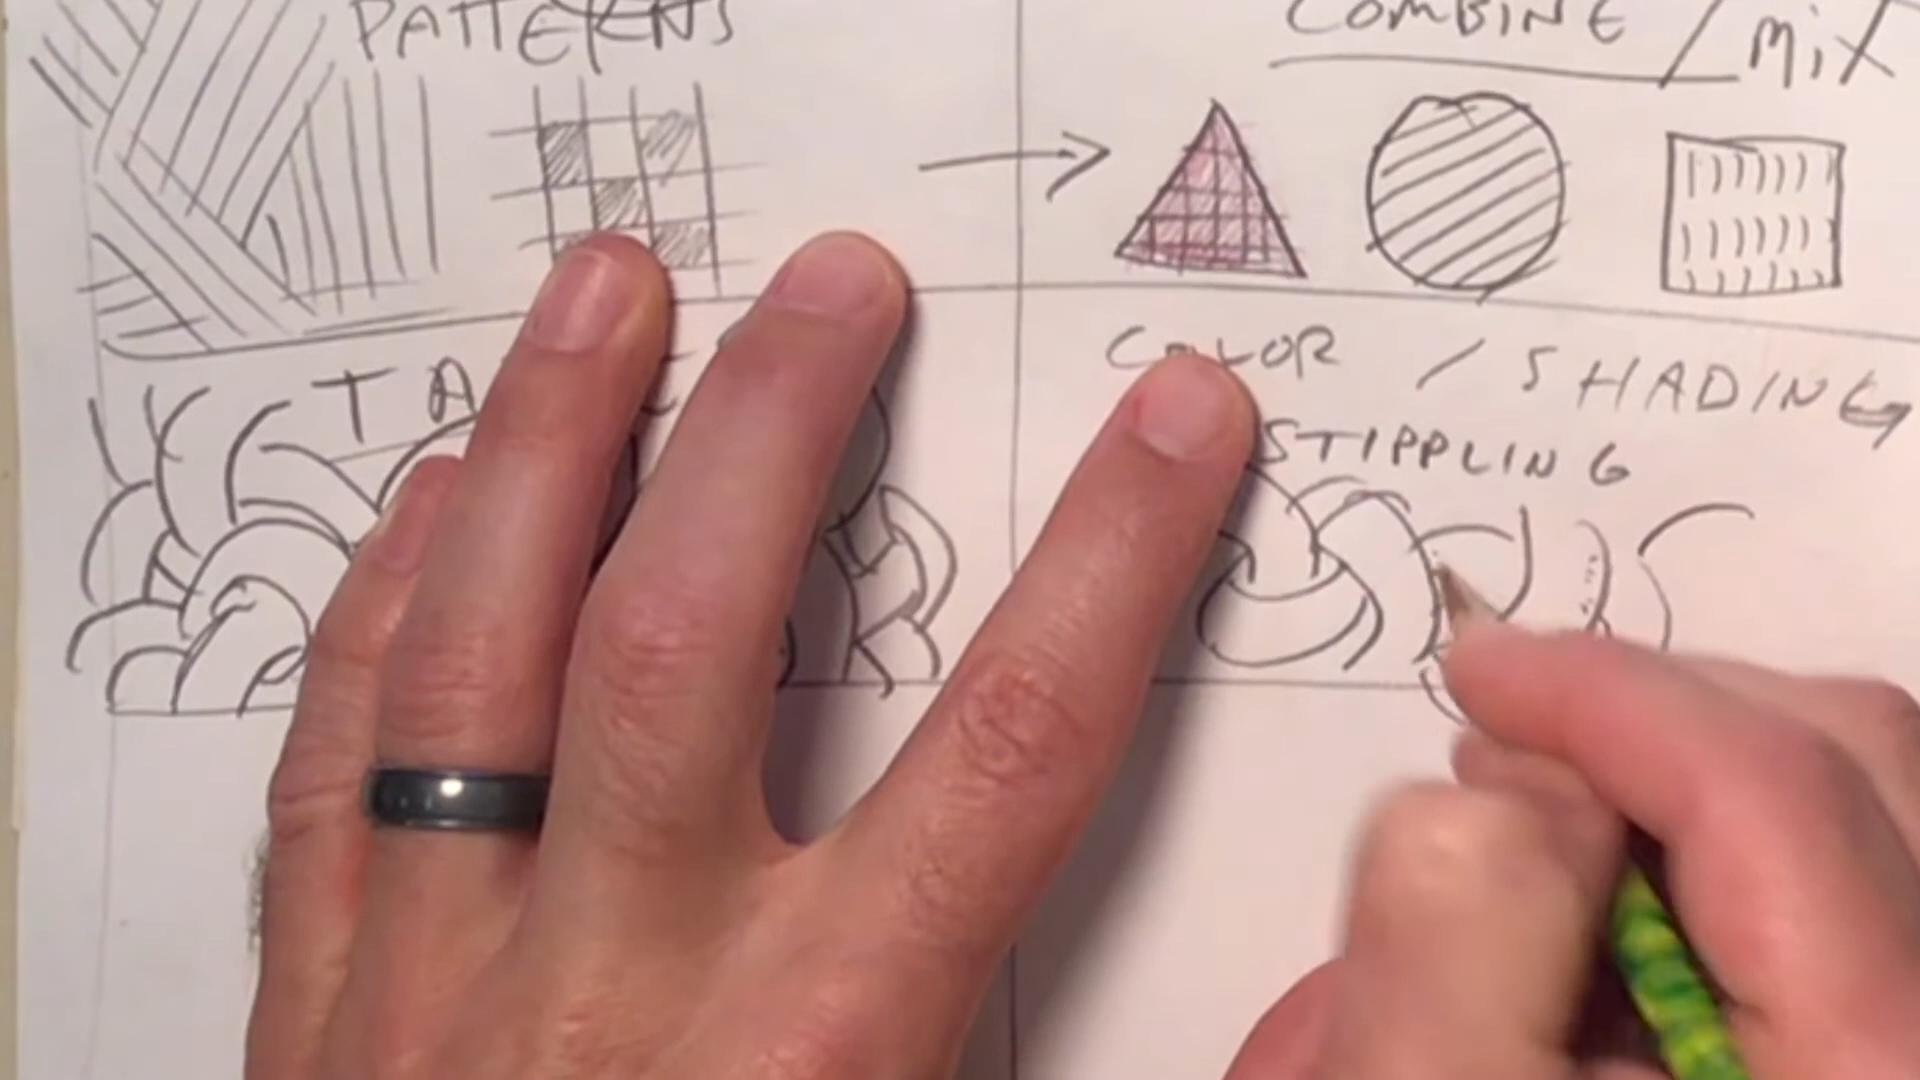 PATTERNS
COMBINE / MIX
COLOR / SHADING
STIPPLING